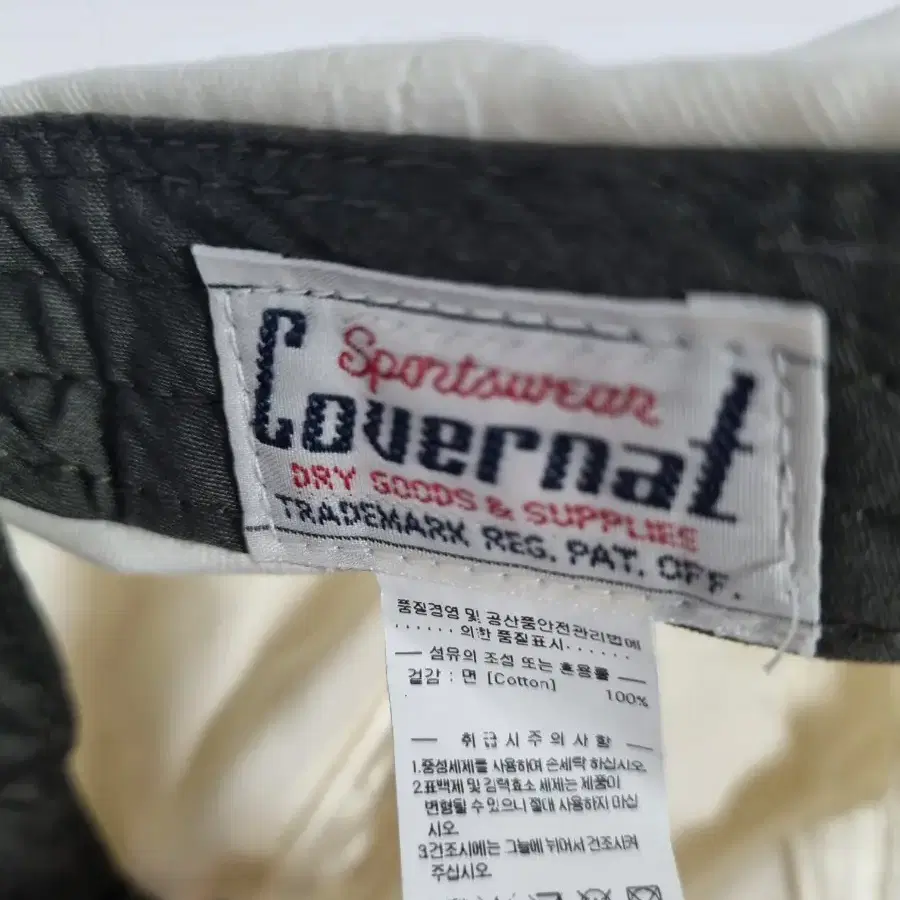 Sportswear
Covernat
DRY GOODS & SUPPLIES
TRADEMARK REG. PAT. OFF.
품질경영 및 공산품안전관리법에
...... 의한 품질표시......
— 섬유의 조성 또는 혼용률 —
겉감 : 면 [Cotton]
100%
— 취 급 시 주 의 사 항 —
1.중성세제를 사용하여 손세탁 하십시오.
2.표백제 및 강력효소 세제는 제품이
변형될 수 있으니 절대 사용하지 마십
시오.
3.건조시에는 그늘에 뉘어서 건조시켜
주십시오.